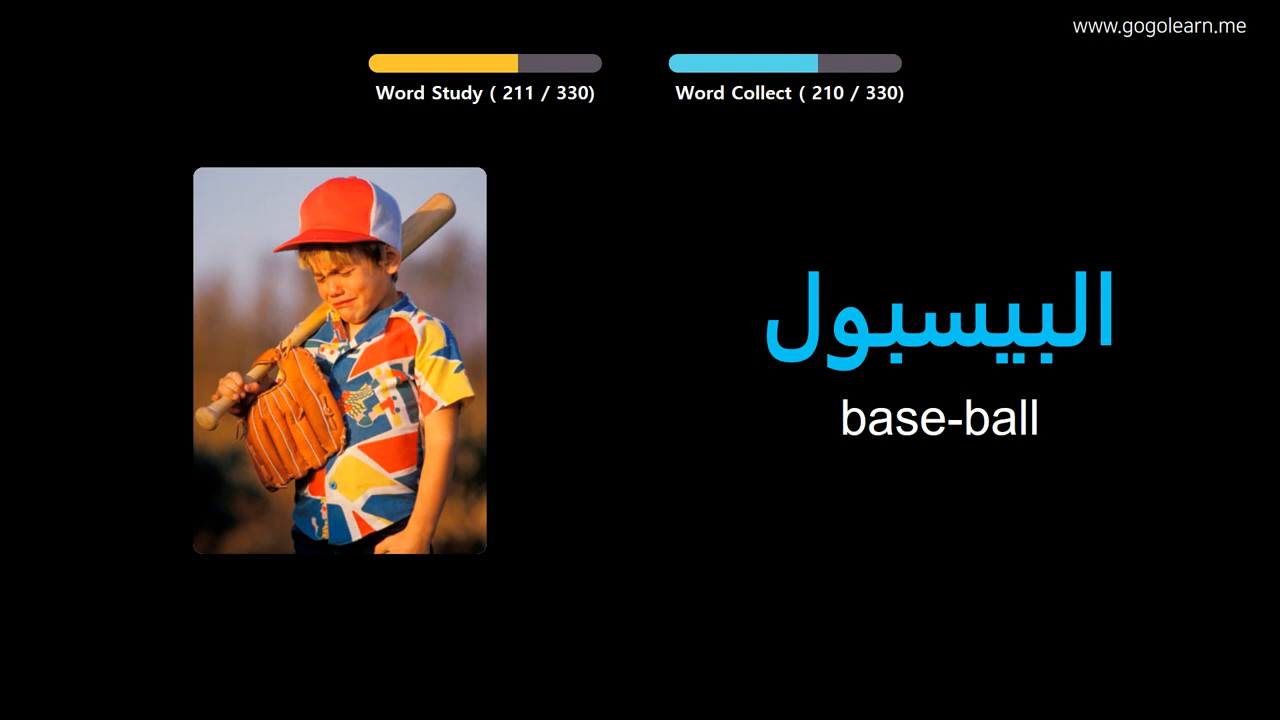 www.gogolearn.me
Word Study ( 211 / 330)
Word Collect ( 210 / 330)
البيسبول
base-ball